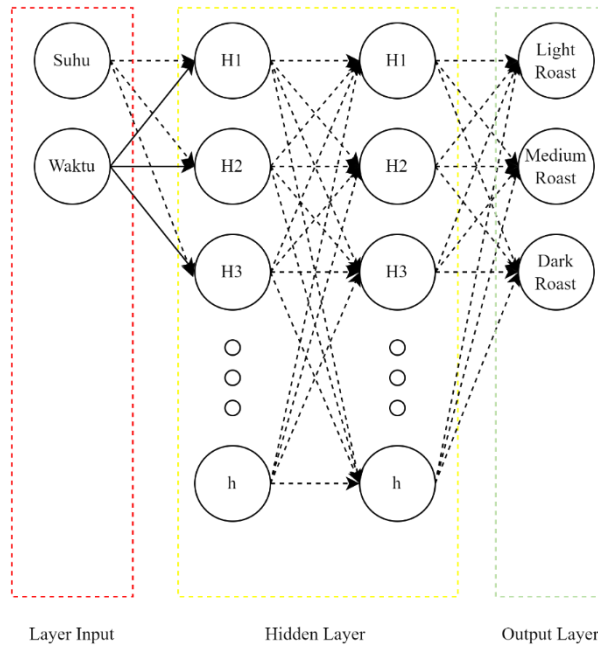 Suhu
H1
H1
Light
Roast
Waktu
H2
H2
Medium
Roast
H3
H3
Dark
Roast
h
h
Layer Input
Hidden Layer
Output Layer